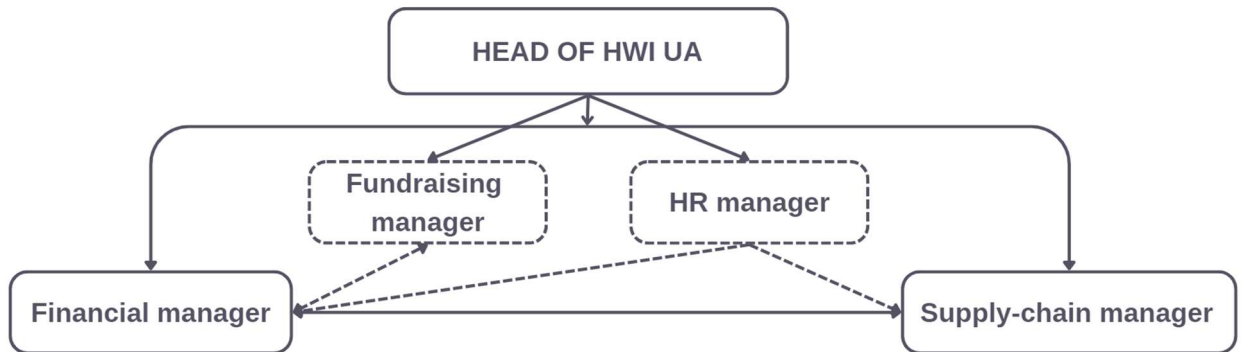 HEAD OF HWI UA
Fundraising
manager
HR manager
Financial manager
Supply-chain manager